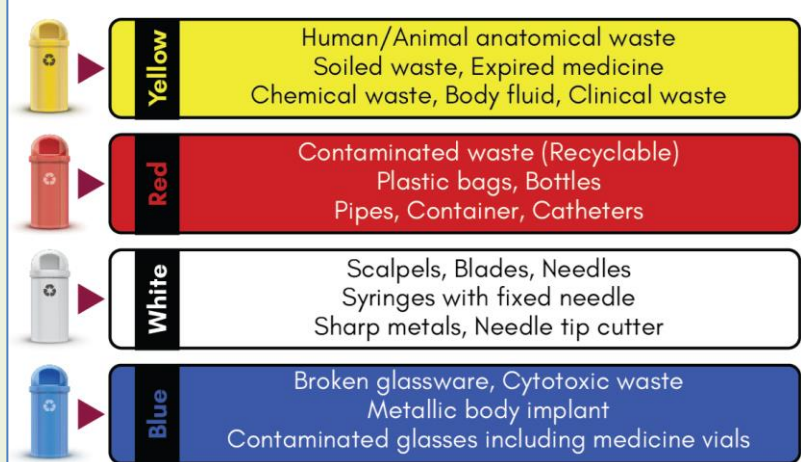 Yellow
Human/Animal anatomical waste
Soiled waste, Expired medicine
Chemical waste, Body fluid, Clinical waste
Red
Contaminated waste (Recyclable)
Plastic bags, Bottles
Pipes, Container, Catheters
White
Scalpels, Blades, Needles
Syringes with fixed needle
Sharp metals, Needle tip cutter
Blue
Broken glassware, Cytotoxic waste
Metallic body implant
Contaminated glasses including medicine vials